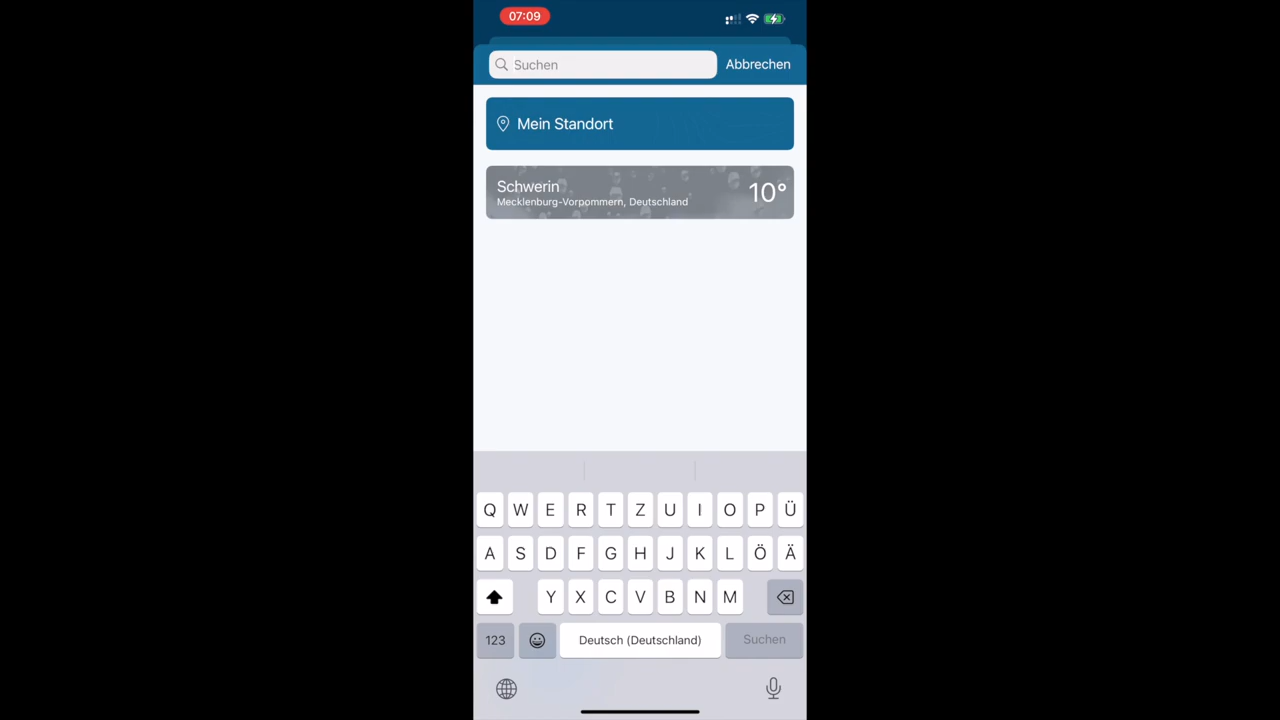 07:09
Suchen
Abbrechen
Mein Standort
Schwerin
Mecklenburg-Vorpommern, Deutschland
10°
Q W E R T Z U I O P Ü
A S D F G H J K L Ö Ä
Y X C V B N M
123
Deutsch (Deutschland)
Suchen